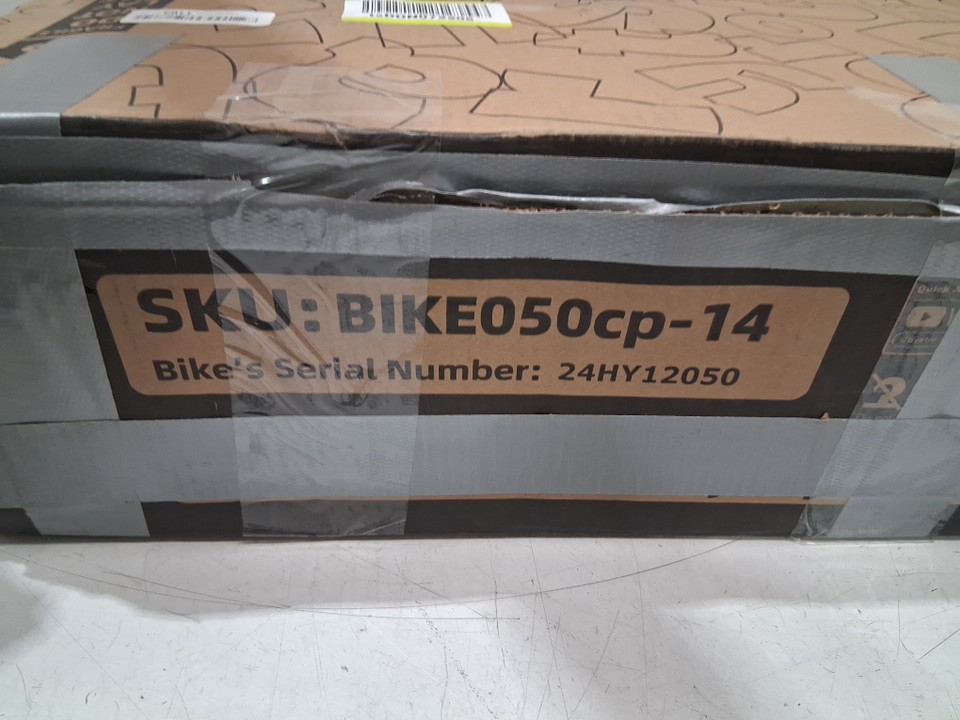 SKU: BIKE050cp-14
Bike's Serial Number: 24HY12050